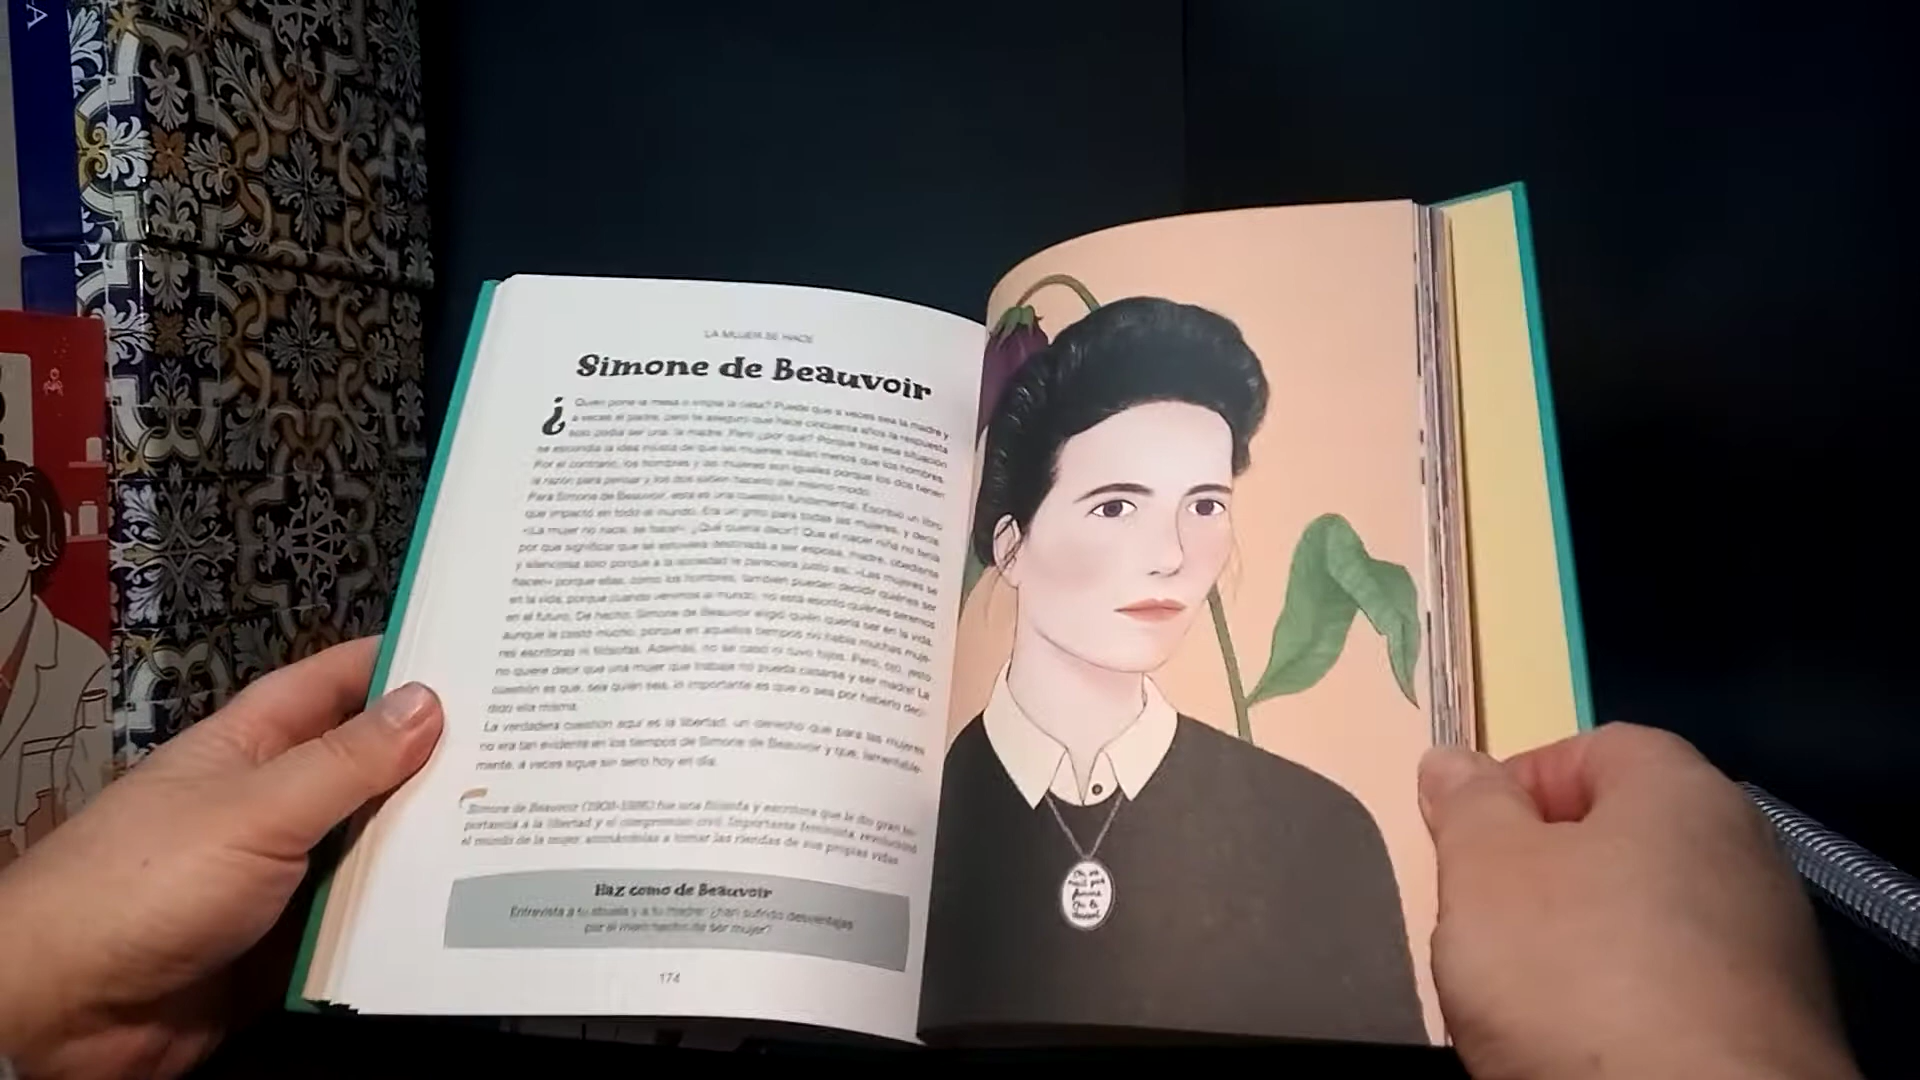 A
LA MUJER SE HACE
Simone de Beauvoir
¿Quién pone la mesa o limpia la casa? Puede que a veces sea la madre y
a veces el padre, pero te aseguro que hace cincuenta años la respuesta
solo podía ser una: la madre. Pero ¿por qué? Porque tras esa situación
se escondía la idea injusta de que las mujeres valían menos que los hombres.
Por el contrario, los hombres y las mujeres son iguales porque los dos tienen
la razón para pensar y los dos saben hacerlo del mismo modo.
Para Simone de Beauvoir, esta es una cuestión fundamental. Escribió un libro
que impactó en todo el mundo. Era un grito para todas las mujeres, y decía:
«La mujer no nace, se hace». ¿Qué quería decir? Que el nacer niña no tenía
por qué significar que se estuviera destinada a ser esposa, madre, obediente
y silenciosa solo porque a la sociedad le pareciera justo así. «Las mujeres se
hacen» porque ellas, como los hombres, también pueden decidir quiénes ser
en la vida, porque cuando venimos al mundo, no está escrito quiénes seremos
en el futuro. De hecho, Simone de Beauvoir eligió quién quería ser en la vida,
aunque le costó mucho, porque en aquellos tiempos no había muchas muje-
res escritoras ni filósofas. Además, no se casó ni tuvo hijos. Pero, ojo, ¡esto
no quiere decir que una mujer que trabaja no pueda casarse y ser madre! La
cuestión es que, sea quien sea, lo importante es que lo sea por haberlo deci-
dido ella misma.
La verdadera cuestión aquí es la libertad, un derecho que para las mujeres
no era tan evidente en los tiempos de Simone de Beauvoir y que, lamentable-
mente, a veces sigue sin serlo hoy en día.
Simone de Beauvoir (1908-1986) fue una filósofa y escritora que le dio gran im-
portancia a la libertad y el compromiso civil. Importante feminista, revolucionó
el mundo de la mujer, animándolas a tomar las riendas de sus propias vidas.
Haz como de Beauvoir
Entrevista a tu abuela y a tu madre: ¿han sufrido desventajas
por el mero hecho de ser mujer?
174
On ne
naît pas
femme
On le
devient